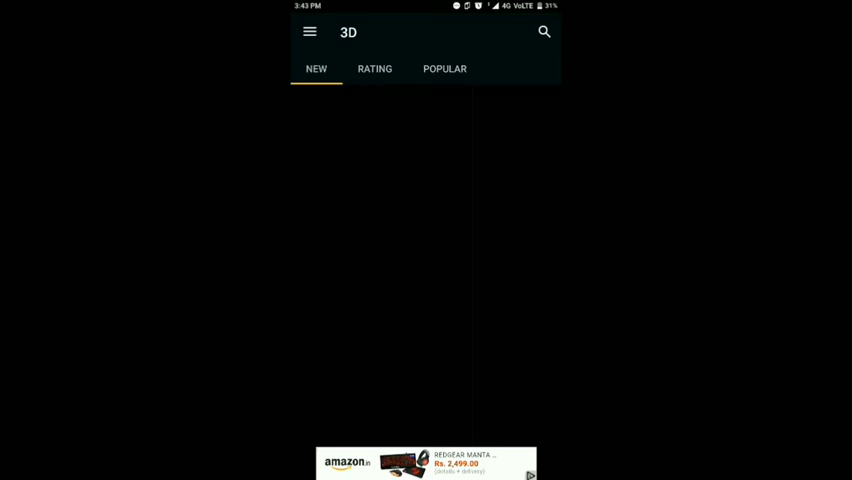 3:43 PM 4G VoLTE 31%
3D
NEW RATING POPULAR
amazon.in
REDGEAR MANTA ...
Rs. 2,499.00
(details + delivery)